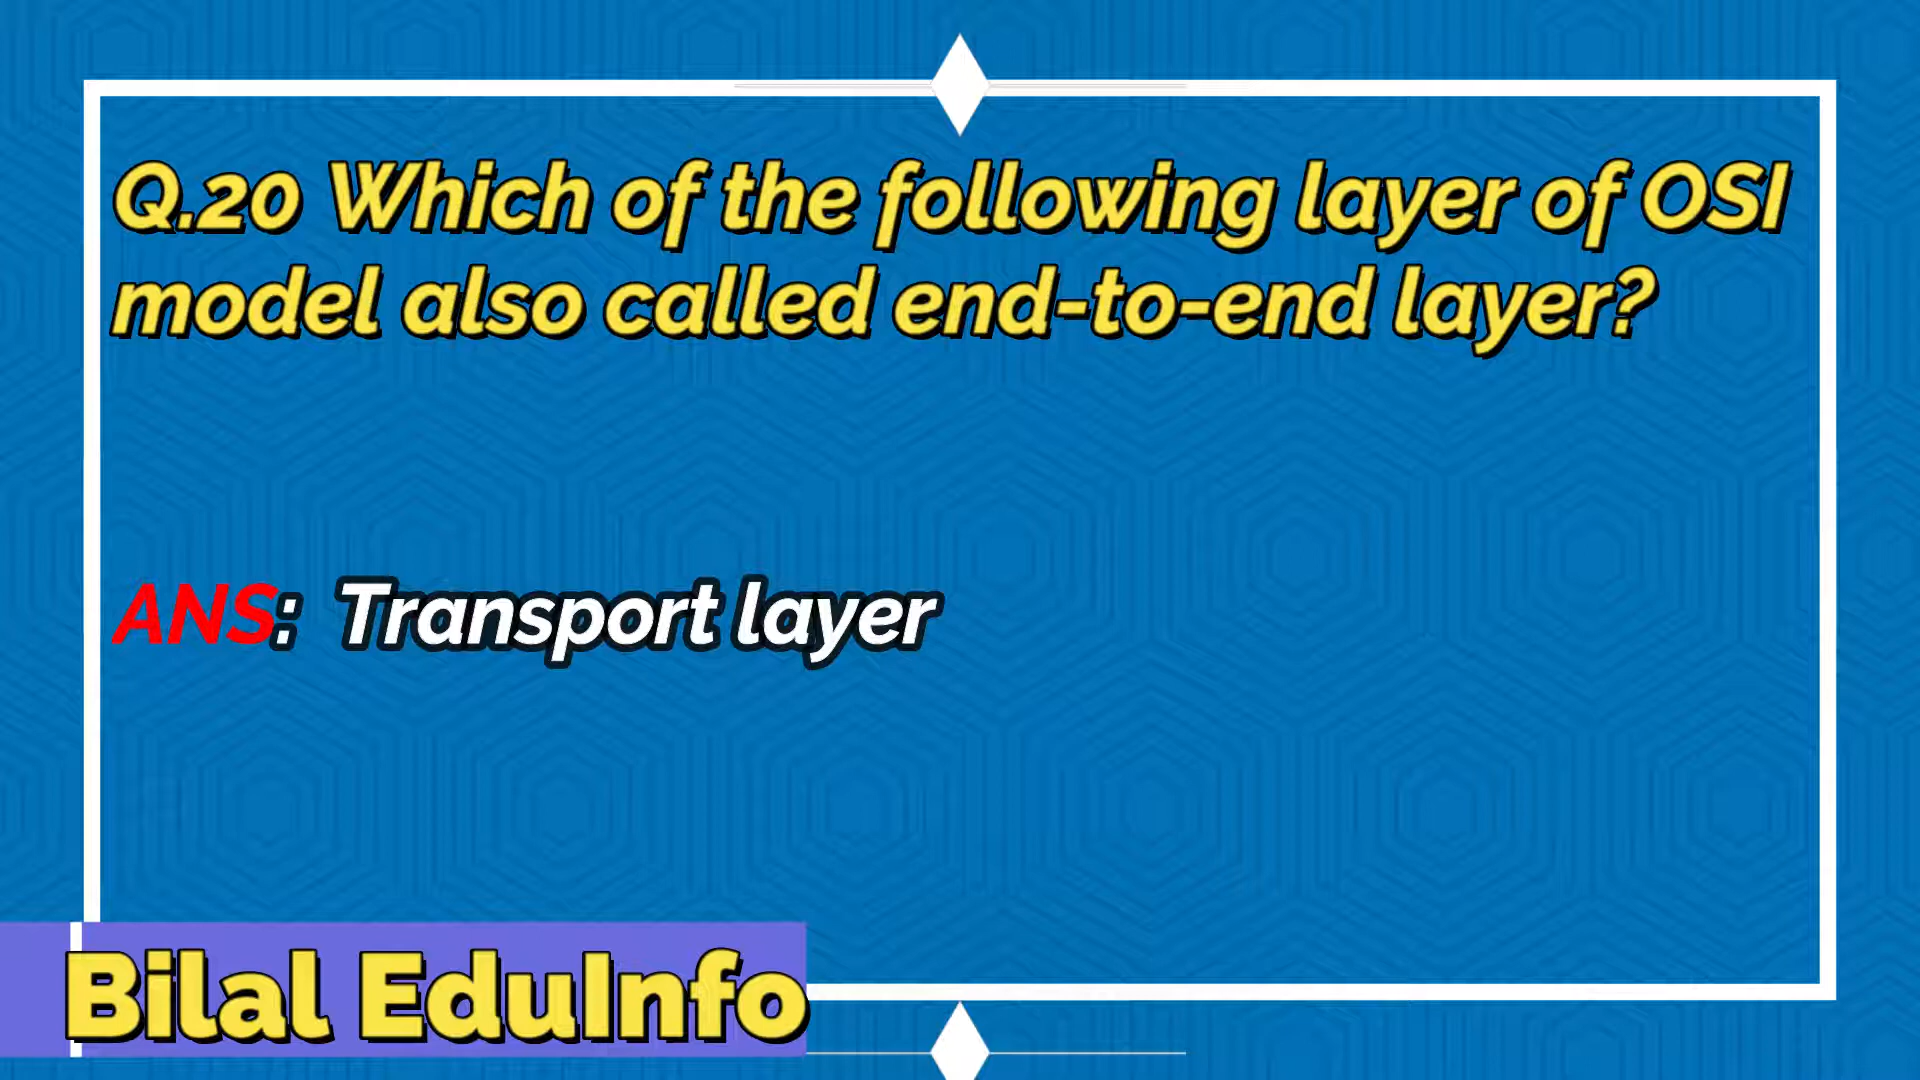 Q.20 Which of the following layer of OSI
model also called end-to-end layer?
ANS: Transport layer
Bilal EduInfo